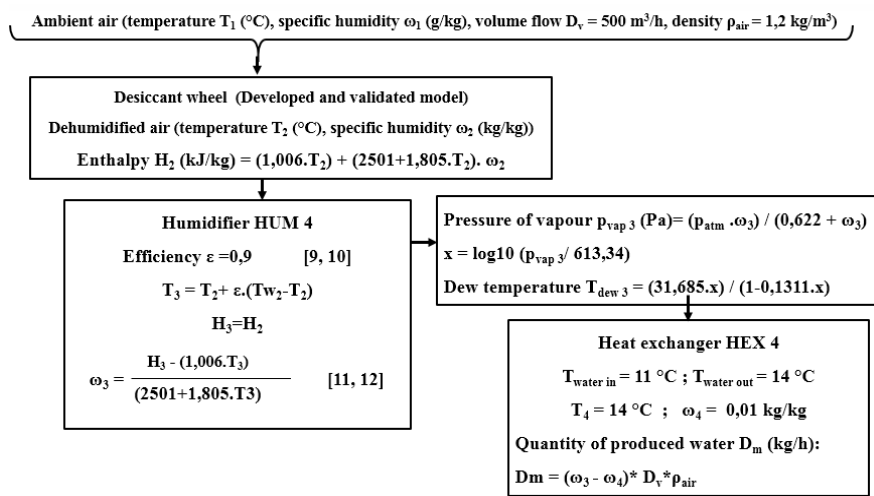 Ambient air (temperature T₁ (°C), specific humidity ω₁ (g/kg), volume flow Dᵥ = 500 m³/h, density ρair = 1,2 kg/m³)
Desiccant wheel (Developed and validated model)
Dehumidified air (temperature T₂ (°C), specific humidity ω₂ (kg/kg))
Enthalpy H₂ (kJ/kg) = (1,006.T₂) + (2501+1,805.T₂). ω₂
Humidifier HUM 4
Efficiency ε =0,9 [9, 10]
T₃ = T₂+ ε.(Tw₂-T₂)
H₃=H₂
ω₃ = H₃ - (1,006.T₃) / (2501+1,805.T3) [11, 12]
Pressure of vapour pvap 3 (Pa)= (patm .ω₃) / (0,622 + ω₃)
x = log10 (pvap 3/ 613,34)
Dew temperature Tdew 3 = (31,685.x) / (1-0,1311.x)
Heat exchanger HEX 4
Twater in = 11 °C ; Twater out = 14 °C
T₄ = 14 °C ; ω₄ = 0,01 kg/kg
Quantity of produced water Dm (kg/h):
Dm = (ω₃ - ω₄)* Dᵥ*ρair